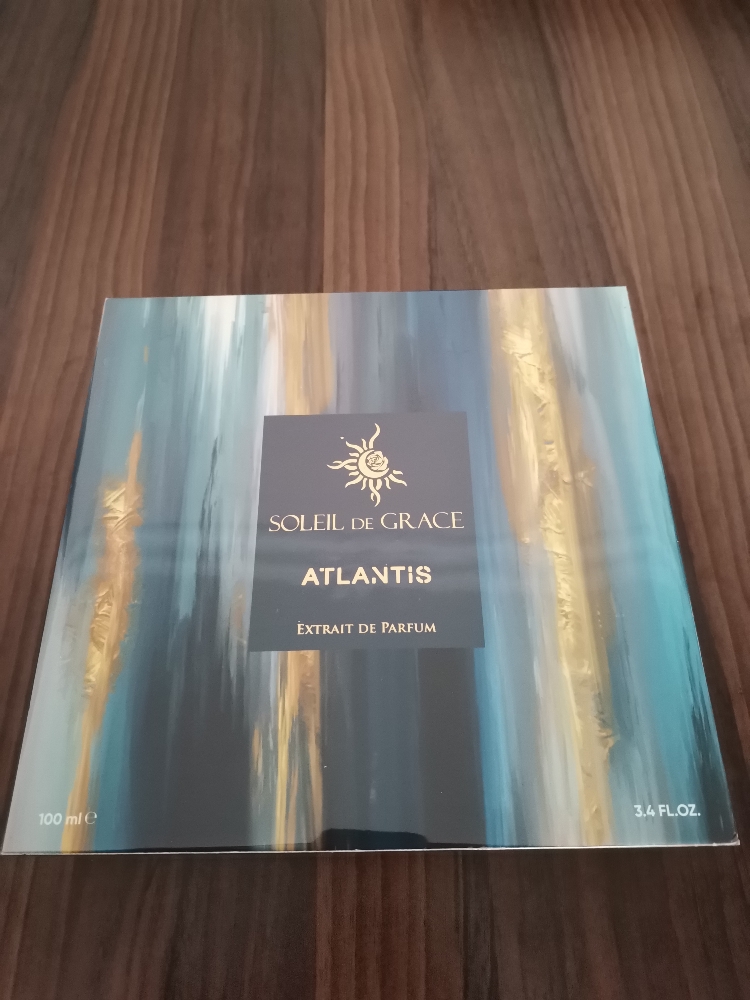 SOLEIL DE GRACE
ATLANTIS
EXTRAIT DE PARFUM
100 ml ℮
3.4 FL.OZ.